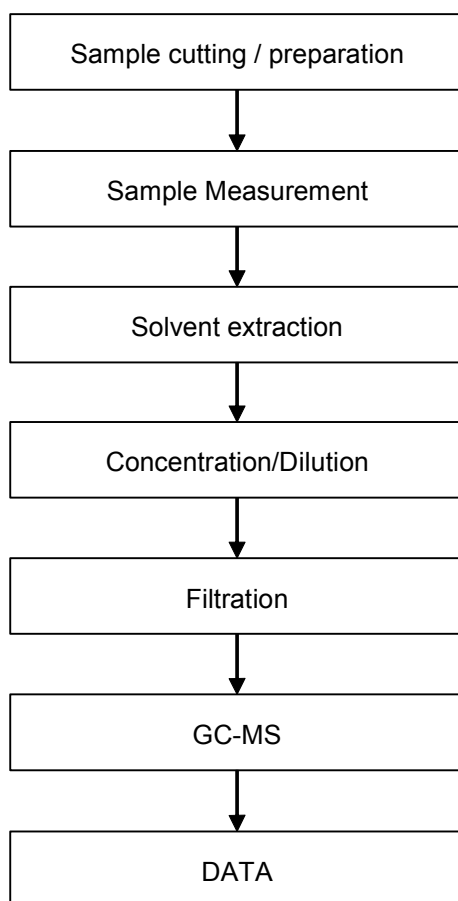 Sample cutting / preparation
Sample Measurement
Solvent extraction
Concentration/Dilution
Filtration
GC-MS
DATA